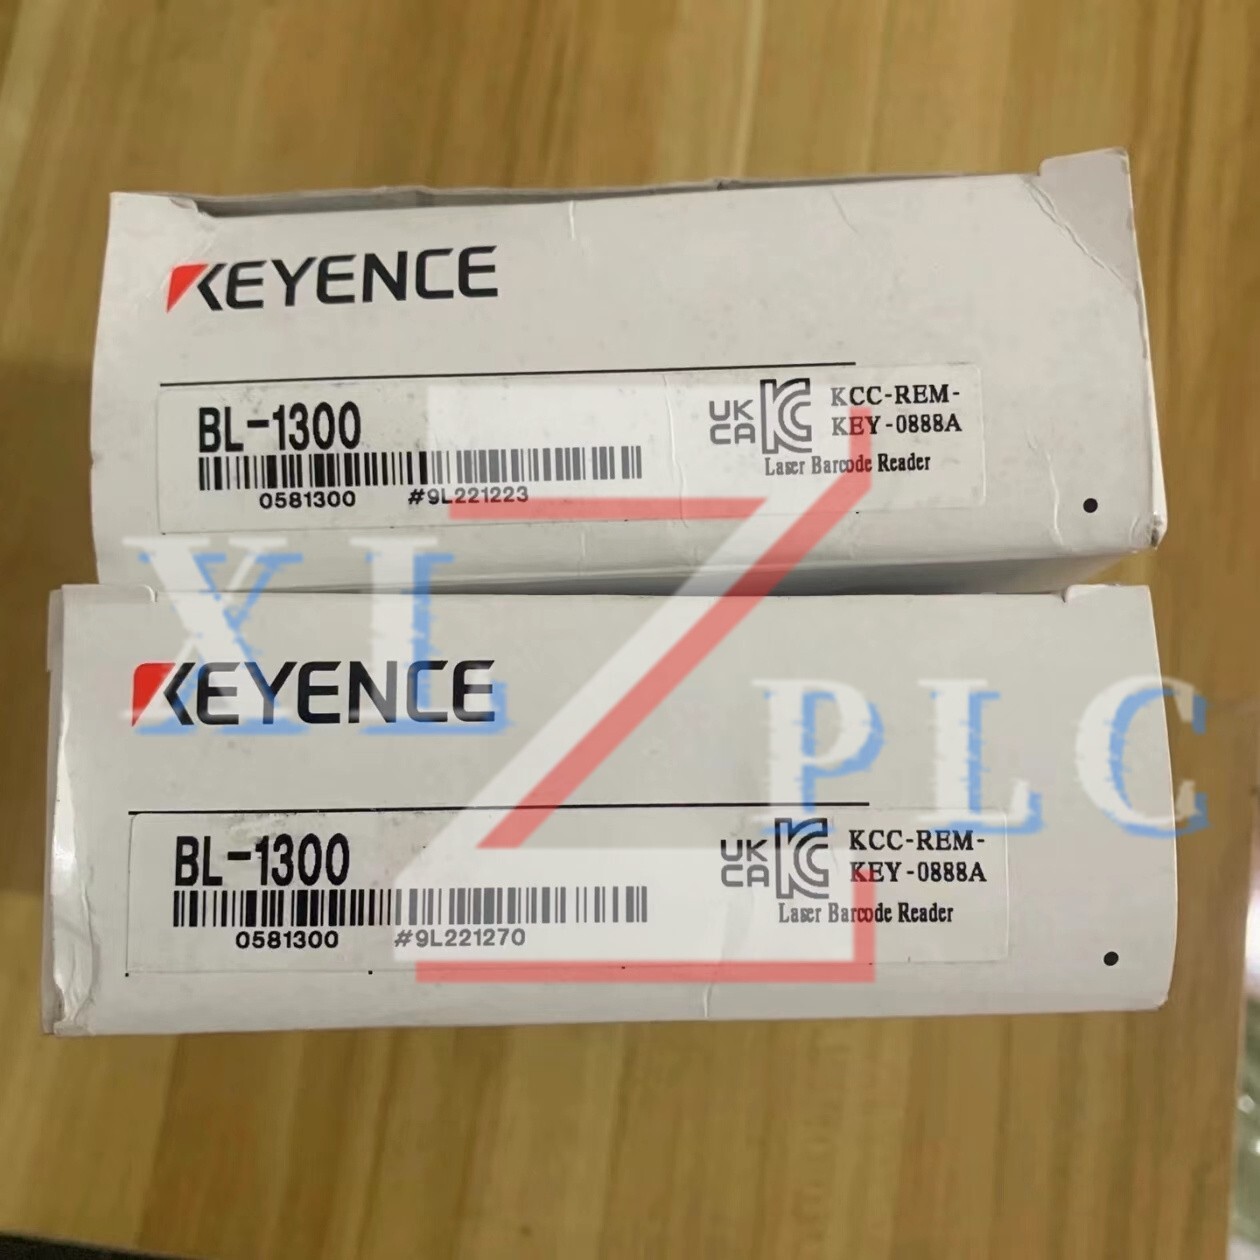 KEYENCE
BL-1300
0581300 #9L221223
UK
CA
KCC-REM-
KEY-0888A
Laser Barcode Reader
XLZ PLC
KEYENCE
BL-1300
0581300 #9L221270
UK
CA
KCC-REM-
KEY-0888A
Laser Barcode Reader